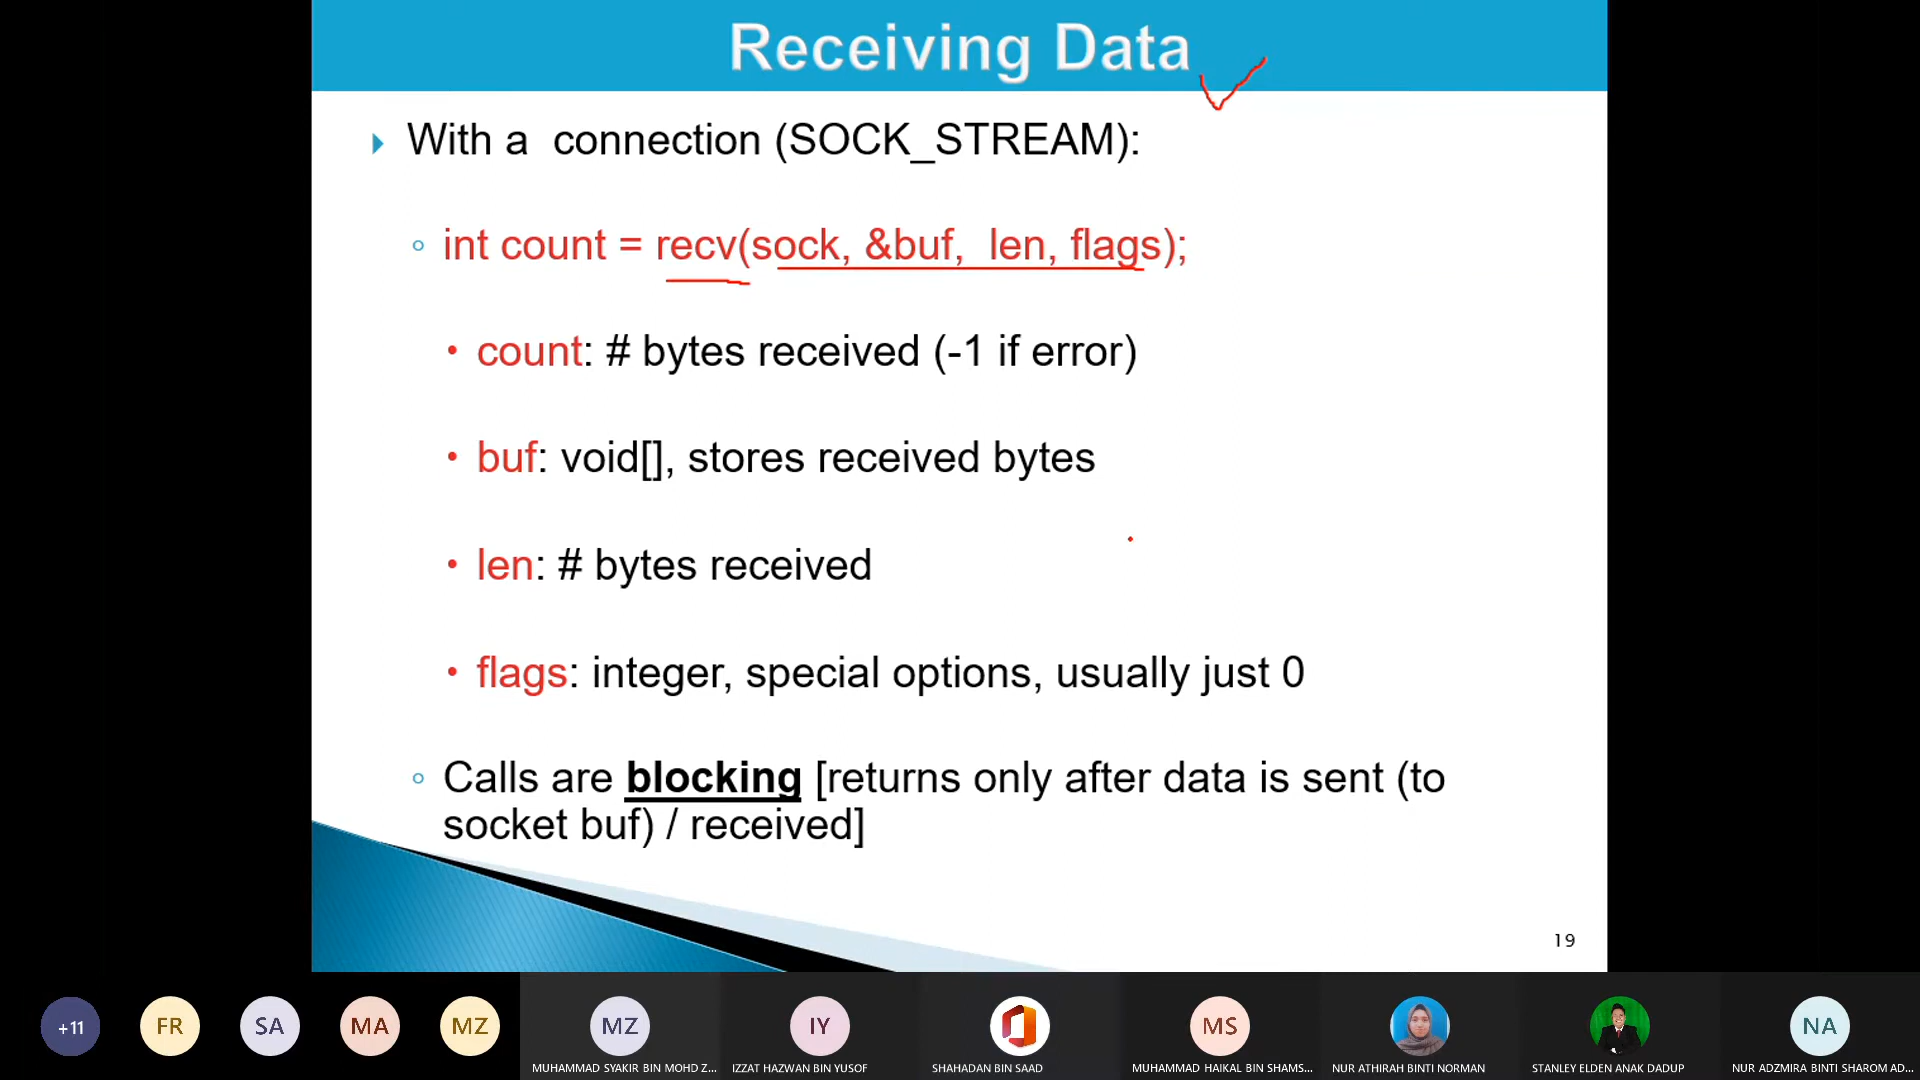 Receiving Data
With a connection (SOCK_STREAM):
int count = recv(sock, &buf, len, flags);
count: # bytes received (-1 if error)
buf: void[], stores received bytes
len: # bytes received
flags: integer, special options, usually just 0
Calls are blocking [returns only after data is sent (to
socket buf) / received]
19
+11
FR
SA
MA
MZ
MZ
IY
MS
NA
MUHAMMAD SYAKIR BIN MOHD Z...
IZZAT HAZWAN BIN YUSOF
SHAHADAN BIN SAAD
MUHAMMAD HAIKAL BIN SHAMS...
NUR ATHIRAH BINTI NORMAN
STANLEY ELDEN ANAK DADUP
NUR ADZMIRA BINTI SHAROM AD...